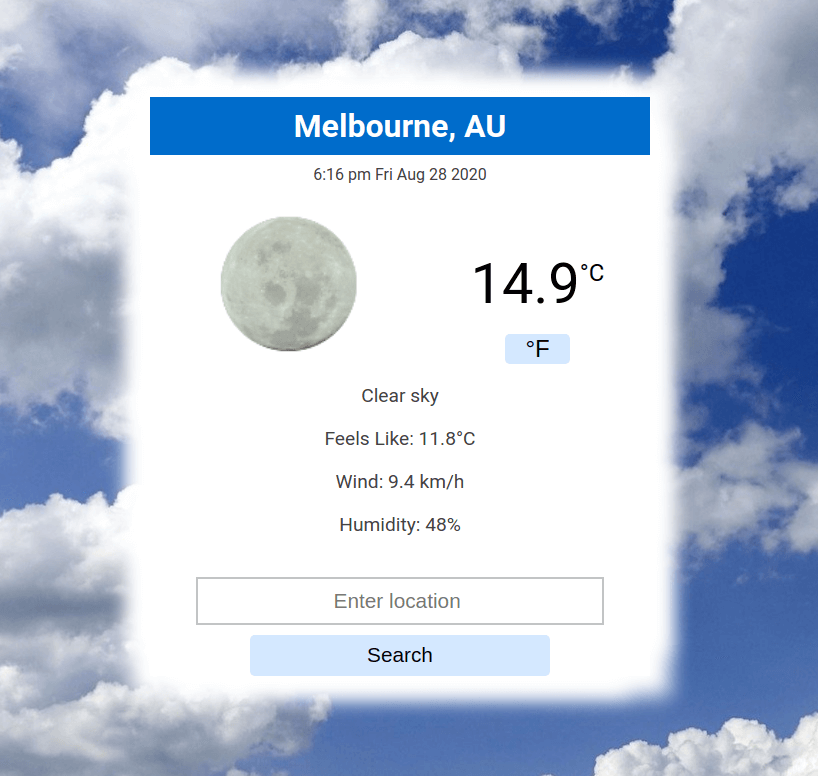 Melbourne, AU
6:16 pm Fri Aug 28 2020
14.9°C
°F
Clear sky
Feels Like: 11.8°C
Wind: 9.4 km/h
Humidity: 48%
Enter location
Search